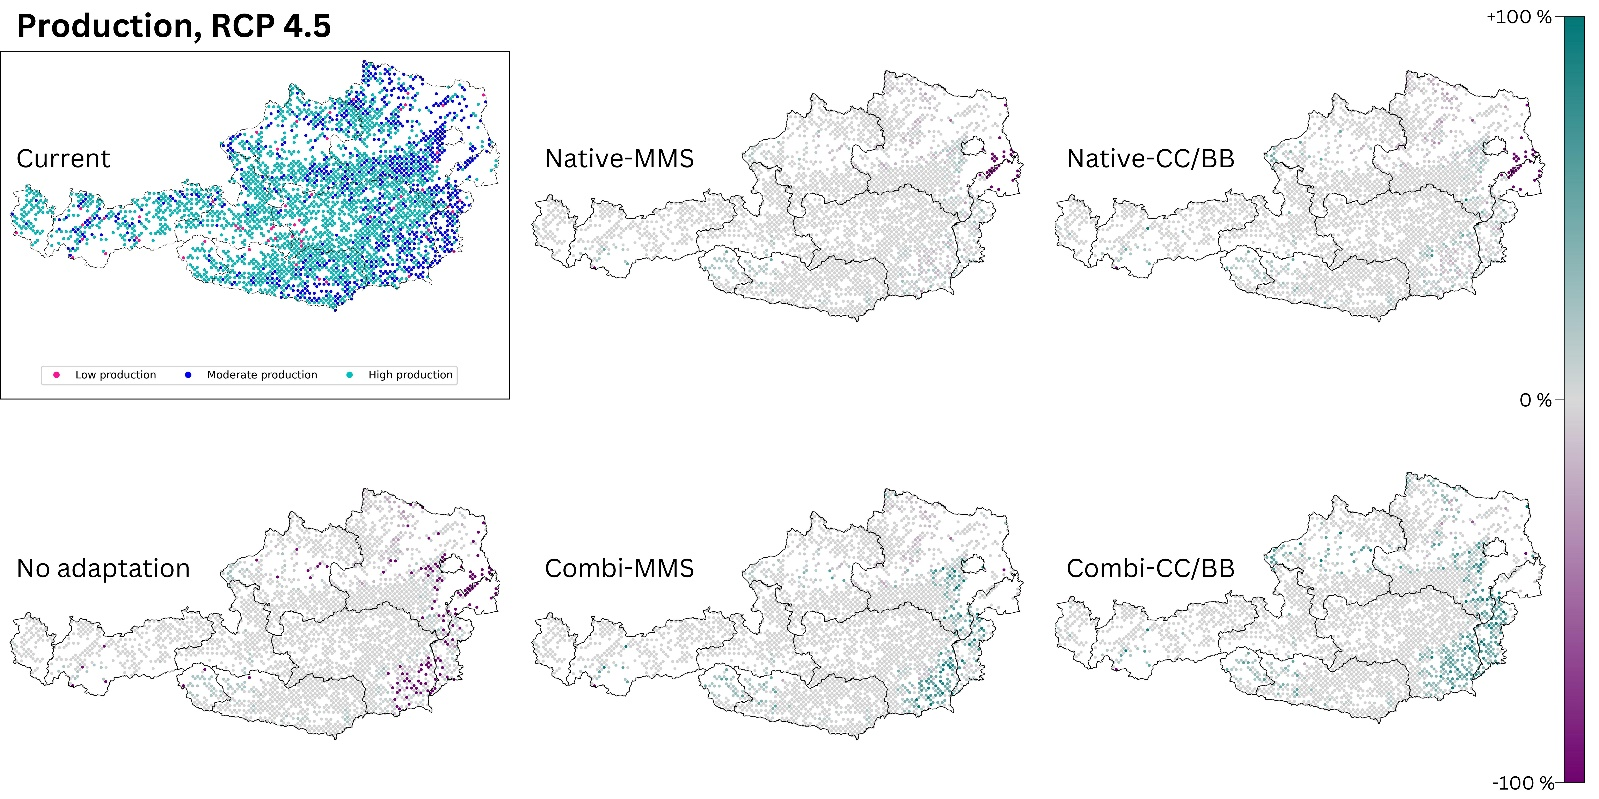 Production, RCP 4.5
+100 %
Current
Native-MMS
Native-CC/BB
Low production
Moderate production
High production
0 %
No adaptation
Combi-MMS
Combi-CC/BB
-100 %